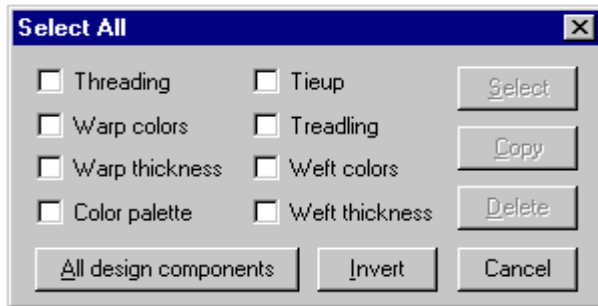 Select All
Threading
Tieup
Select
Warp colors
Treadling
Copy
Warp thickness
Weft colors
Color palette
Weft thickness
Delete
All design components
Invert
Cancel